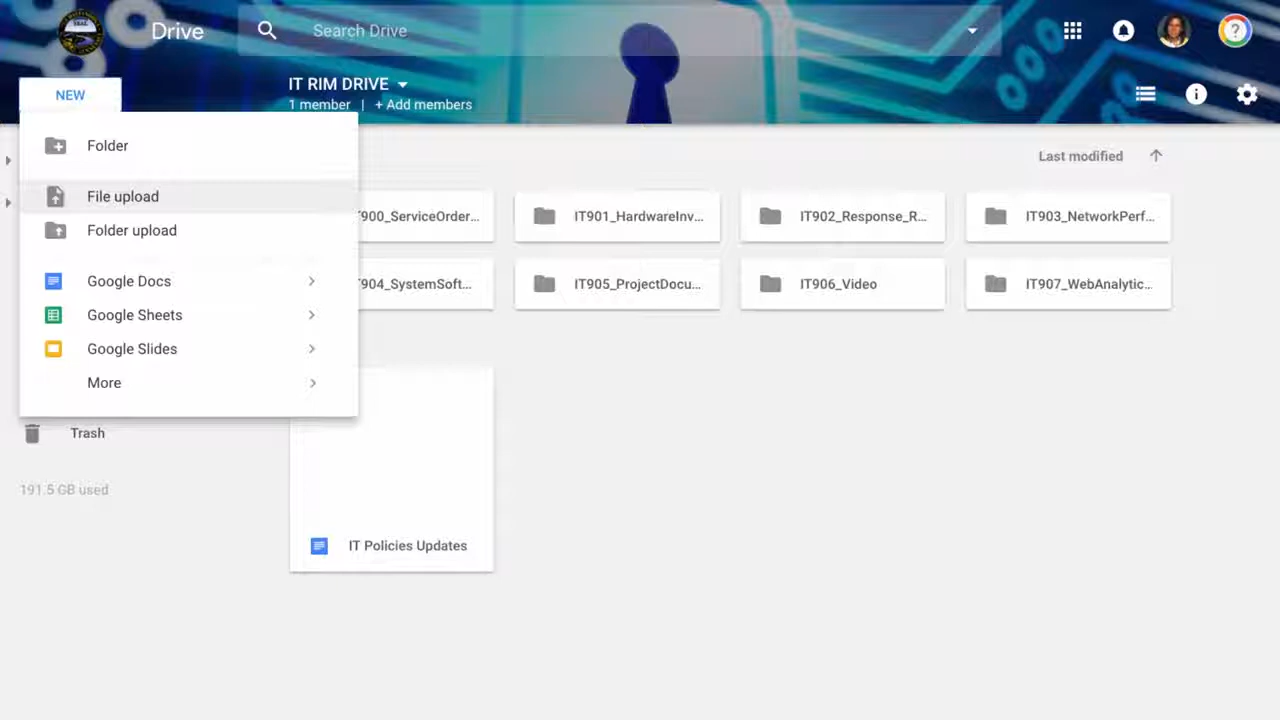 Drive
Search Drive
NEW
IT RIM DRIVE
1 member | + Add members
Folder
Last modified
File upload
Folder upload
T900_ServiceOrder...
IT901_HardwareInv...
IT902_Response_R...
IT903_NetworkPerf...
Google Docs
T904_SystemSoft...
IT905_ProjectDocu...
IT906_Video
IT907_WebAnalytic...
Google Sheets
Google Slides
More
Trash
191.5 GB used
IT Policies Updates